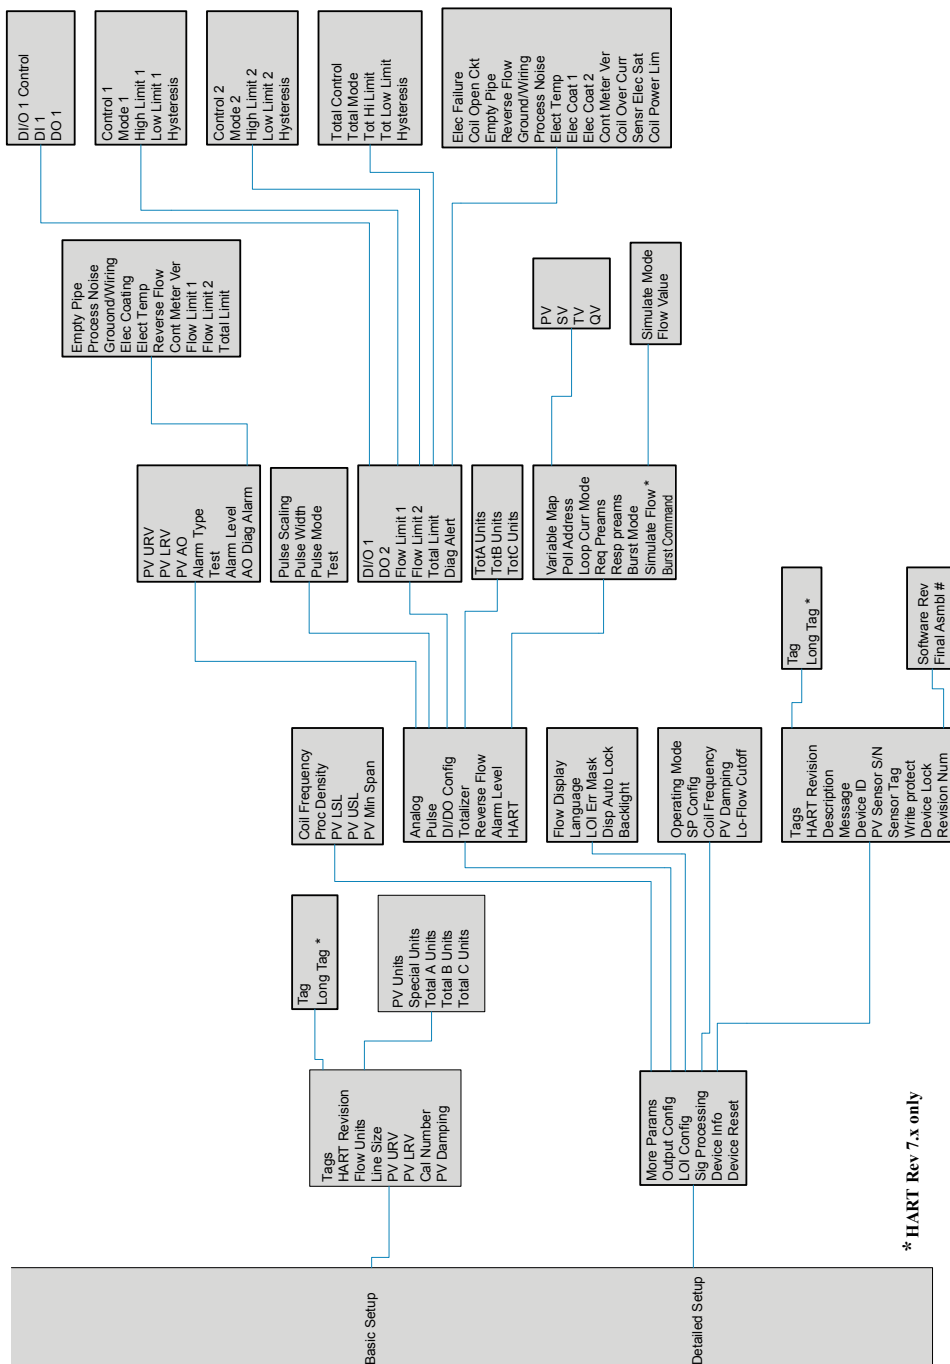 Basic Setup
Tags
HART Revision
Flow Units
Line Size
PV URV
PV LRV
Cal Number
PV Damping
Tag
Long Tag *
PV Units
Special Units
Total A Units
Total B Units
Total C Units
Detailed Setup
More Params
Output Config
LOI Config
Sig Processing
Device Info
Device Reset
Coil Frequency
Proc Density
PV LSL
PV USL
PV Min Span
Analog
Pulse
DI/DO Config
Totalizer
Reverse Flow
Alarm Level
HART
Flow Display
Language
LOI Err Mask
Disp Auto Lock
Backlight
Operating Mode
SP Config
Coil Frequency
PV Damping
Lo-Flow Cutoff
Tags
HART Revision
Description
Message
Device ID
PV Sensor S/N
Sensor Tag
Write protect
Device Lock
Revision Num
PV URV
PV LRV
PV AO
Alarm Type
Test
Alarm Level
AO Diag Alarm
Pulse Scaling
Pulse Width
Pulse Mode
Test
DI/O 1
DO 2
Flow Limit 1
Flow Limit 2
Total Limit
Diag Alert
TotA Units
TotB Units
TotC Units
Variable Map
Poll Address
Loop Curr Mode
Req Preams
Resp preams
Burst Mode
Simulate Flow *
Burst Command
Tag
Long Tag *
Software Rev
Final Asmbl #
Empty Pipe
Process Noise
Grouond/Wiring
Elec Coating
Elect Temp
Reverse Flow
Cont Meter Ver
Flow Limit 1
Flow Limit 2
Total Limit
PV
SV
TV
QV
Simulate Mode
Flow Value
DI/O 1 Control
DI 1
DO 1
Control 1
Mode 1
High Limit 1
Low Limit 1
Hysteresis
Control 2
Mode 2
High Limit 2
Low Limit 2
Hysteresis
Total Control
Total Mode
Tot Hi Limit
Tot Low Limit
Hysteresis
Elec Failure
Coil Open Ckt
Empty Pipe
Reverse Flow
Ground/Wiring
Process Noise
Elect Temp
Elec Coat 1
Elec Coat 2
Cont Meter Ver
Coil Over Curr
Sensr Elec Sat
Coil Power Lim
* HART Rev 7.x only